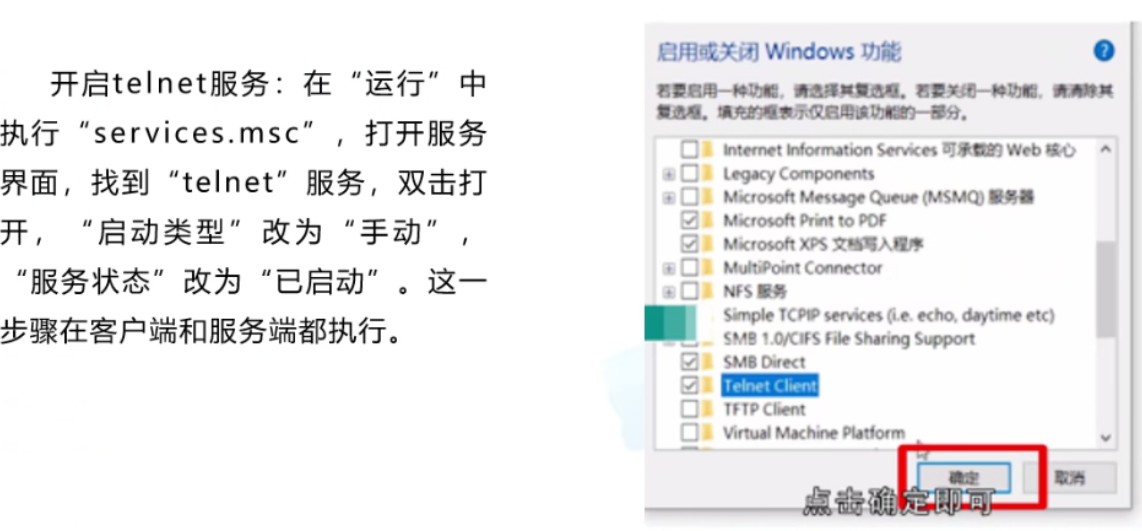 开启telnet服务：在“运行”中
执行“services.msc”，打开服务
界面，找到“telnet”服务，双击打
开，“启动类型”改为“手动”，
“服务状态”改为“已启动”。这一
步骤在客户端和服务端都执行。
启用或关闭 Windows 功能
?
若要启用一种功能，请选择其复选框。若要关闭一种功能，请清除其
复选框。填充的框表示仅启用该功能的一部分。
Internet Information Services 可承载的 Web 核心
Legacy Components
Microsoft Message Queue (MSMQ) 服务器
Microsoft Print to PDF
Microsoft XPS 文档写入程序
MultiPoint Connector
NFS 服务
Simple TCPIP services (i.e. echo, daytime etc)
SMB 1.0/CIFS File Sharing Support
SMB Direct
Telnet Client
TFTP Client
Virtual Machine Platform
确定 取消
点击确定即可